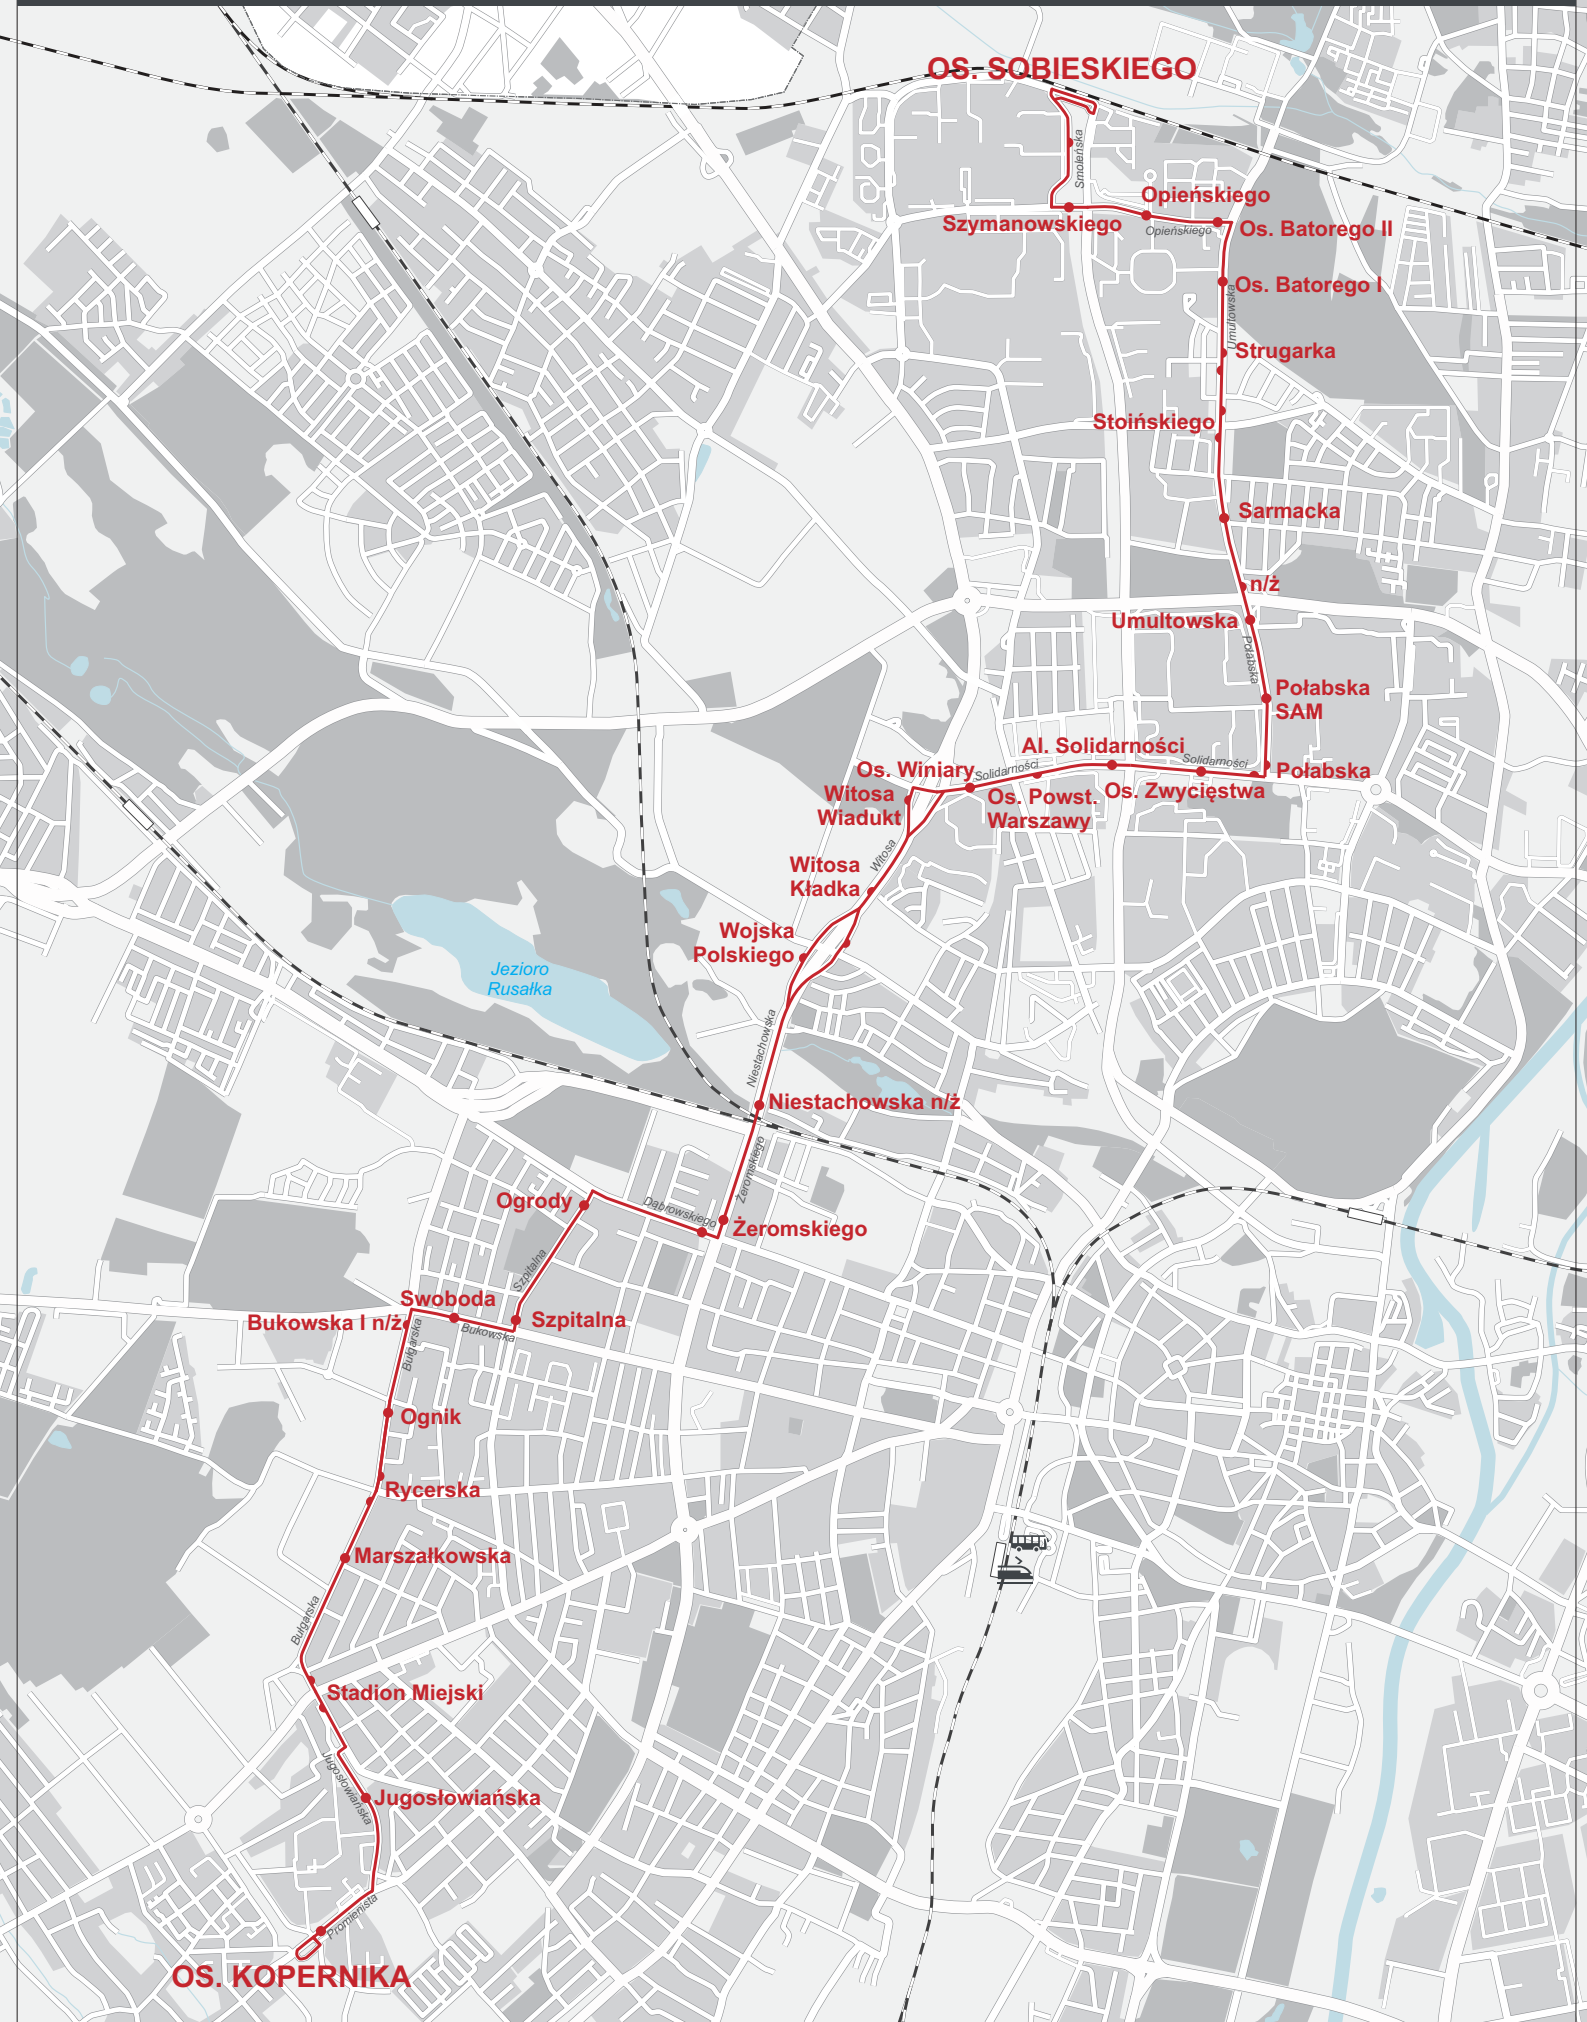 OS. SOBIESKIEGO
Smoleńska
Opieńskiego
Szymanowskiego
Opieńskiego
Os. Batorego II
Os. Batorego I
Umultowska
Strugarka
Stoińskiego
Sarmacka
n/ż
Umultowska
Połabska
Połabska
SAM
Al. Solidarności
Solidarności
Solidarności
Połabska
Os. Winiary
Witosa
Wiadukt
Os. Powst.
Warszawy
Os. Zwycięstwa
Witosa
Witosa
Kładka
Wojska
Polskiego
Jezioro
Rusałka
Niestachowska
Niestachowska n/ż
Żeromskiego
Ogrody
Dąbrowskiego
Żeromskiego
Szpitalna
Swoboda
Bukowska I n/ż
Bukowska
Szpitalna
Bułgarska
Ognik
Rycerska
Marszałkowska
Bułgarska
Stadion Miejski
Jugosłowiańska
Jugosłowiańska
Promienista
OS. KOPERNIKA